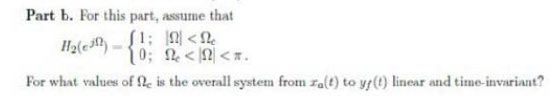 Part b. For this part, assume that
H₂(e^{jΩ}) = { 1; |Ω| < Ω_c
0; Ω_c < |Ω| < π.
For what values of Ω_c is the overall system from x_a(t) to y_f(t) linear and time-invariant?